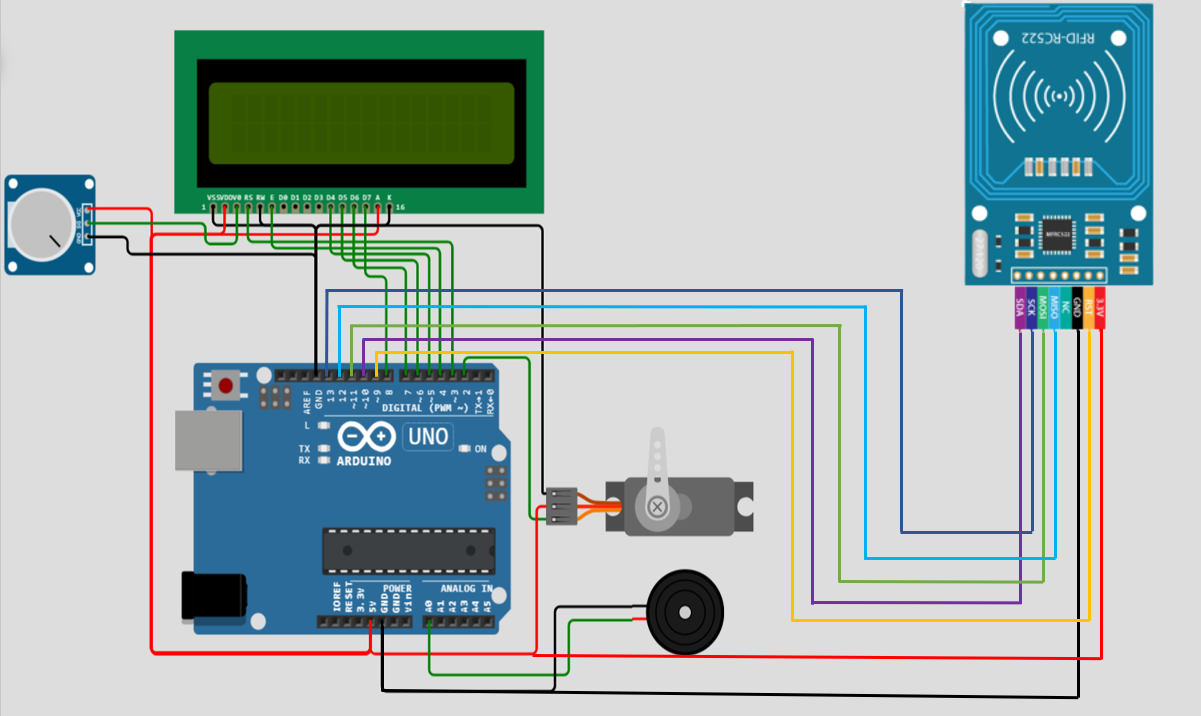 RFID-RC522
VSS VDD V0 RS RW E D0 D1 D2 D3 D4 D5 D6 D7 A K
1 16
GND
MFRC522
SDA SCK MOSI MISO NC GND RST 3.3V
AREF GND 13 12 ~11 ~10 ~9 8 7 ~6 ~5 4 ~3 2 TX→1 RX←0
DIGITAL (PWM ~)
L
TX
RX
UNO
ON
ARDUINO
POWER ANALOG IN
IOREF RESET 3.3V 5V GND GND Vin A0 A1 A2 A3 A4 A5